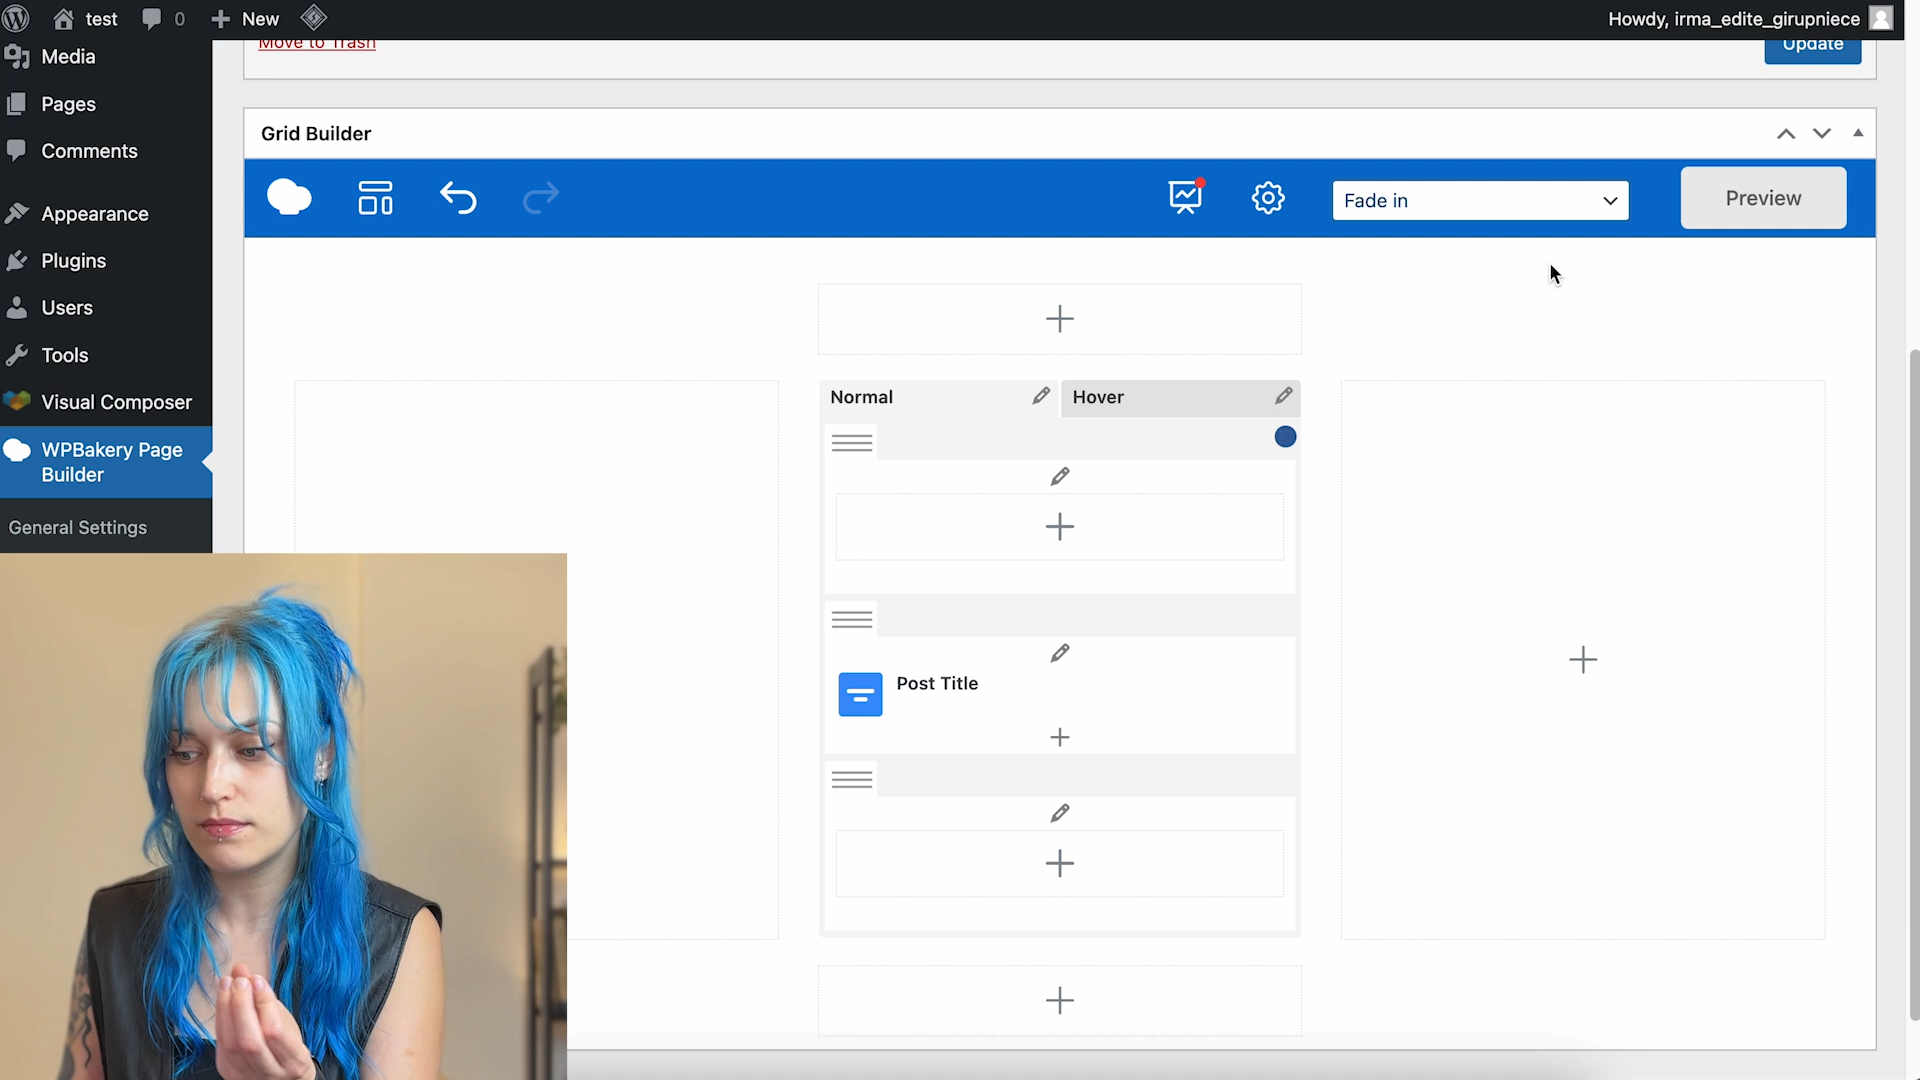 test
0
New
Howdy, irma_edite_girupniece
Media
Pages
Comments
Appearance
Plugins
Users
Tools
Visual Composer
WPBakery Page
Builder
General Settings
Move to Trash
Update
Grid Builder
Fade in
Preview
Normal
Hover
Post Title